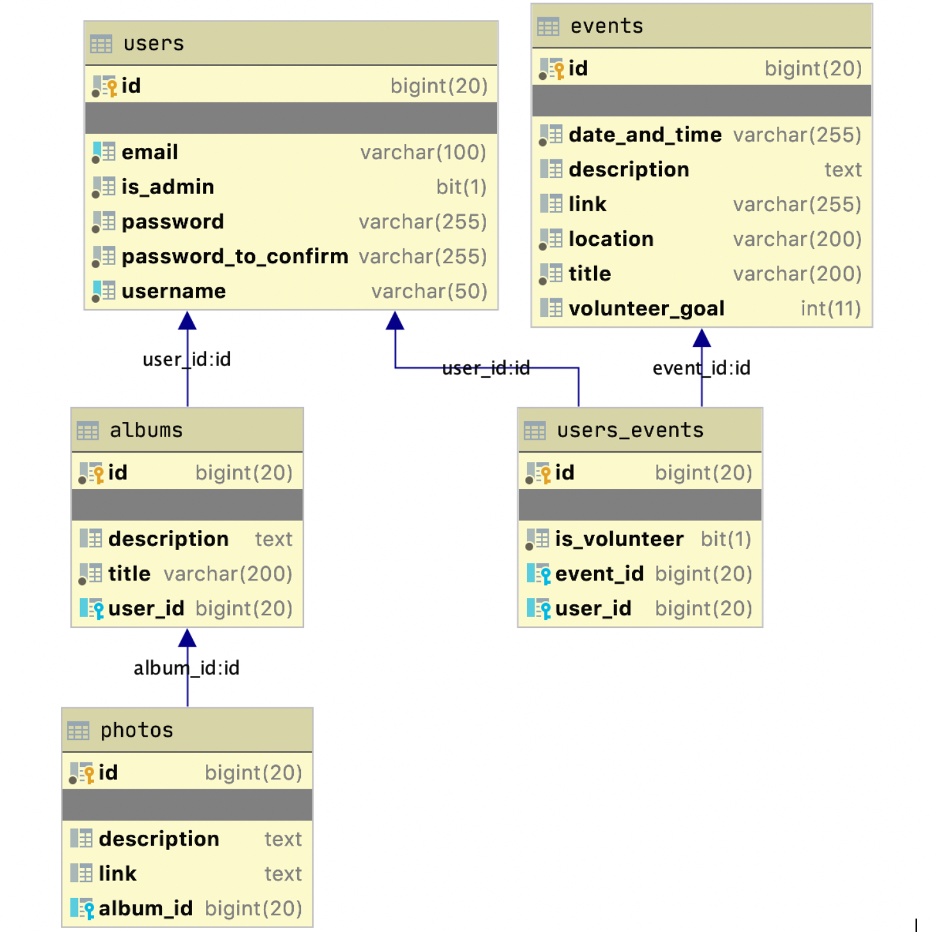 users
id bigint(20)
email varchar(100)
is_admin bit(1)
password varchar(255)
password_to_confirm varchar(255)
username varchar(50)
events
id bigint(20)
date_and_time varchar(255)
description text
link varchar(255)
location varchar(200)
title varchar(200)
volunteer_goal int(11)
user_id:id
user_id:id
event_id:id
albums
id bigint(20)
description text
title varchar(200)
user_id bigint(20)
users_events
id bigint(20)
is_volunteer bit(1)
event_id bigint(20)
user_id bigint(20)
album_id:id
photos
id bigint(20)
description text
link text
album_id bigint(20)